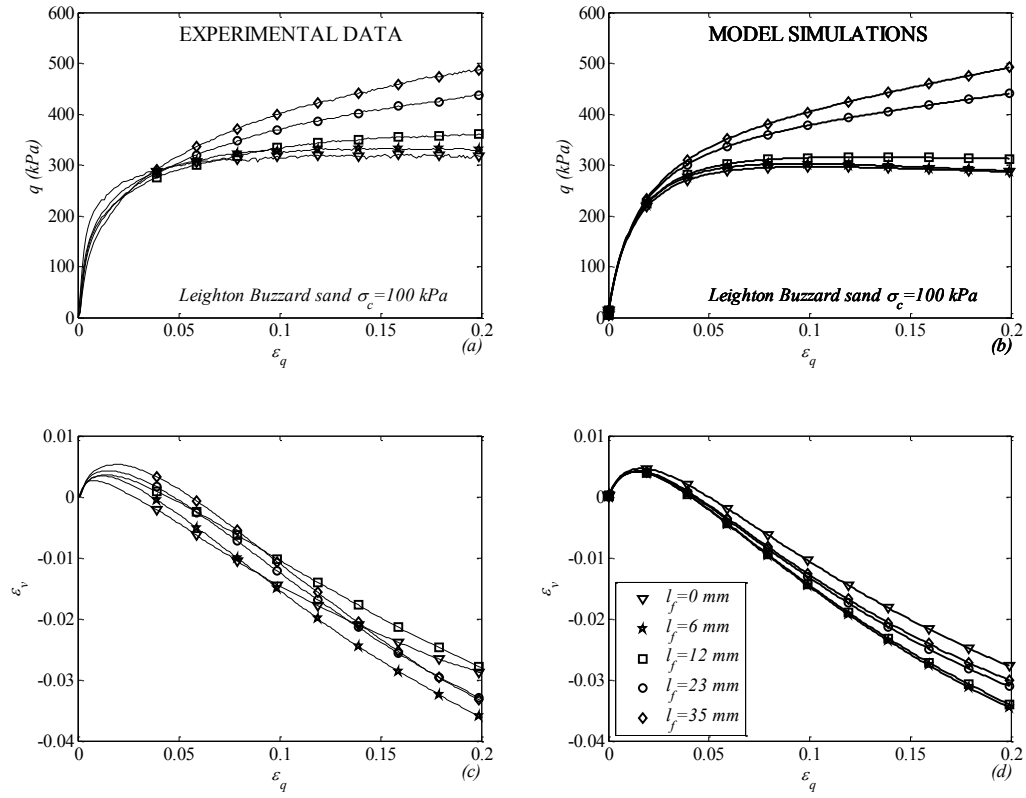 EXPERIMENTAL DATA
600
500
400
300
200
100
0
q (kPa)
Leighton Buzzard sand σc=100 kPa
0
0.05
0.1
0.15
0.2
εq
(a)
MODEL SIMULATIONS
600
500
400
300
200
100
0
q (kPa)
Leighton Buzzard sand σc=100 kPa
0
0.05
0.1
0.15
0.2
εq
(b)
0.01
0
-0.01
-0.02
-0.03
-0.04
εv
0
0.05
0.1
0.15
0.2
εq
(c)
0.01
0
-0.01
-0.02
-0.03
-0.04
εv
lf=0 mm
lf=6 mm
lf=12 mm
lf=23 mm
lf=35 mm
0
0.05
0.1
0.15
0.2
εq
(d)